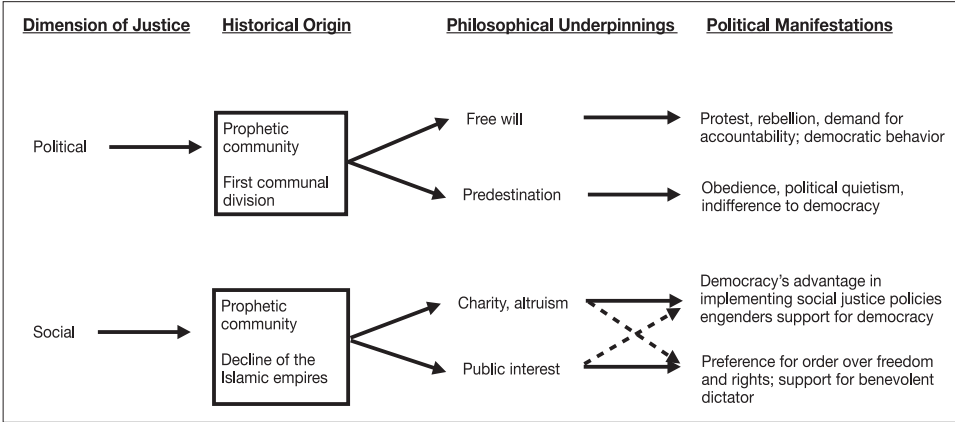 Dimension of Justice Historical Origin Philosophical Underpinnings Political Manifestations
Political
Prophetic
community
First communal
division
Free will
Protest, rebellion, demand for
accountability; democratic behavior
Predestination
Obedience, political quietism,
indifference to democracy
Social
Prophetic
community
Decline of the
Islamic empires
Charity, altruism
Democracy's advantage in
implementing social justice policies
engenders support for democracy
Public interest
Preference for order over freedom
and rights; support for benevolent
dictator